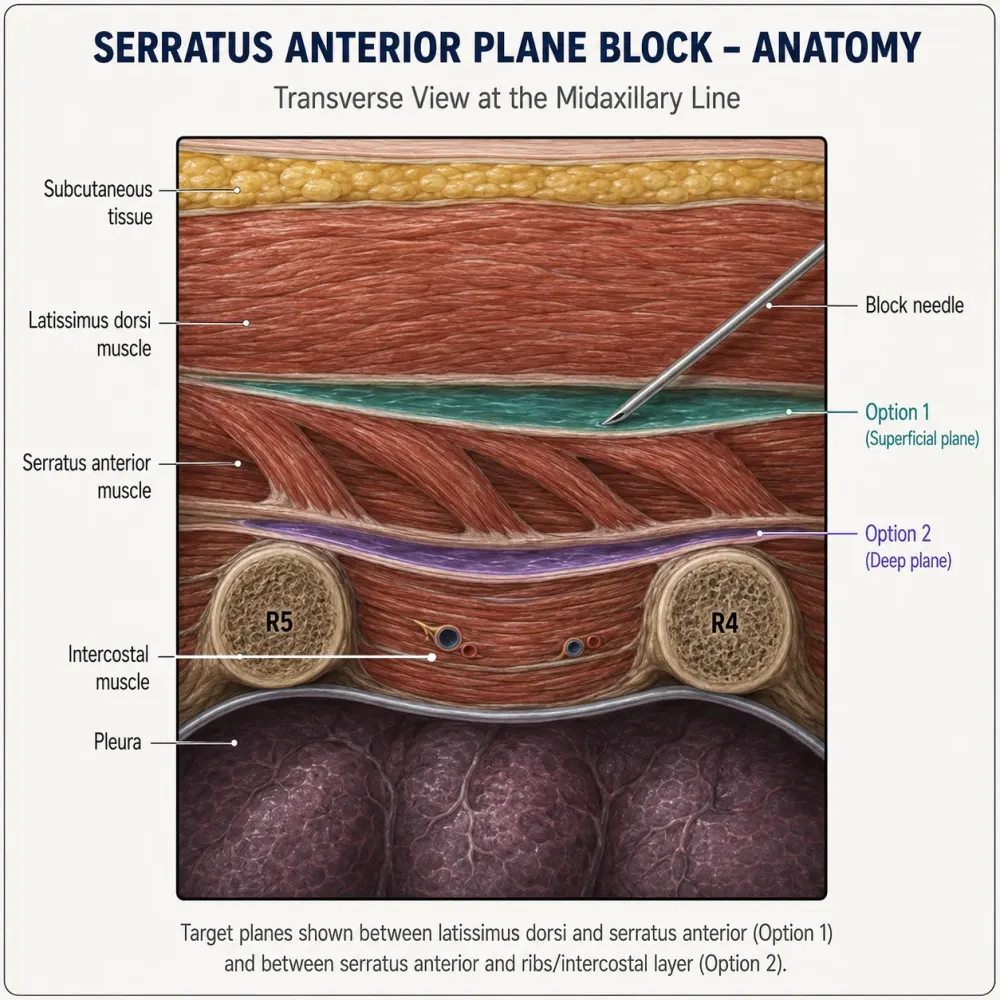 SERRATUS ANTERIOR PLANE BLOCK – ANATOMY
Transverse View at the Midaxillary Line
Subcutaneous
tissue
Latissimus dorsi
muscle
Block needle
Option 1
(Superficial plane)
Serratus anterior
muscle
Option 2
(Deep plane)
R5
R4
Intercostal
muscle
Pleura
Target planes shown between latissimus dorsi and serratus anterior (Option 1)
and between serratus anterior and ribs/intercostal layer (Option 2).